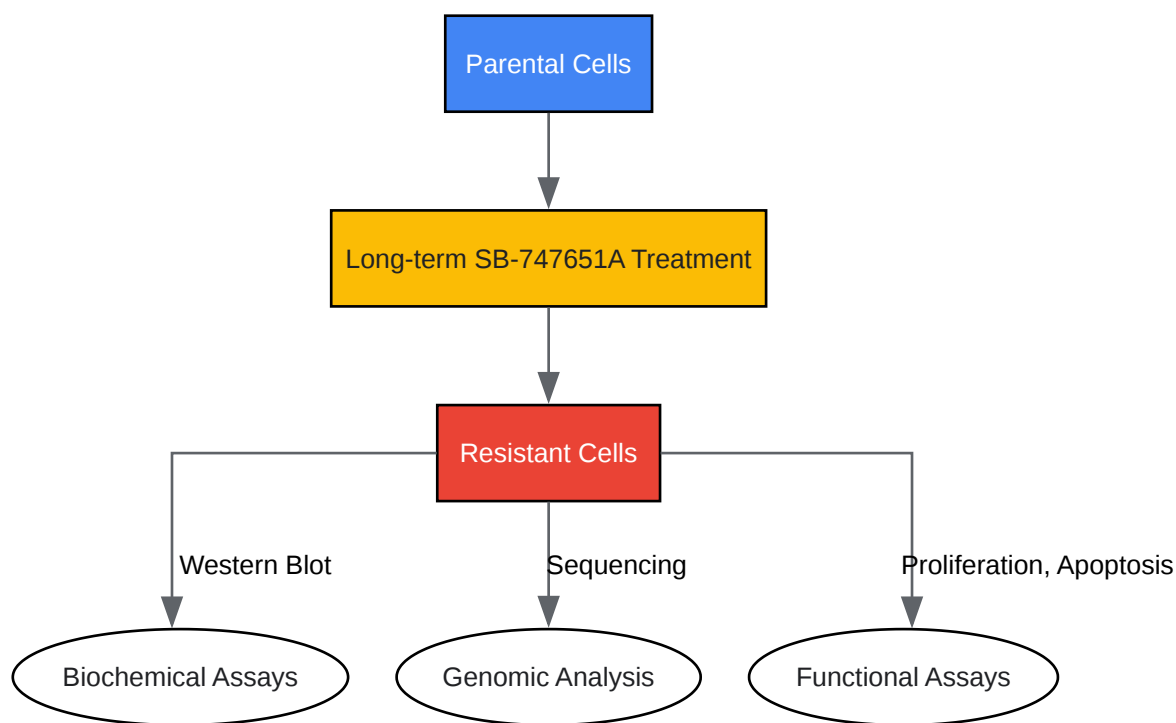 Parental Cells
Long-term SB-747651A Treatment
Resistant Cells
Western Blot
Sequencing
Proliferation, Apoptosis
Biochemical Assays
Genomic Analysis
Functional Assays